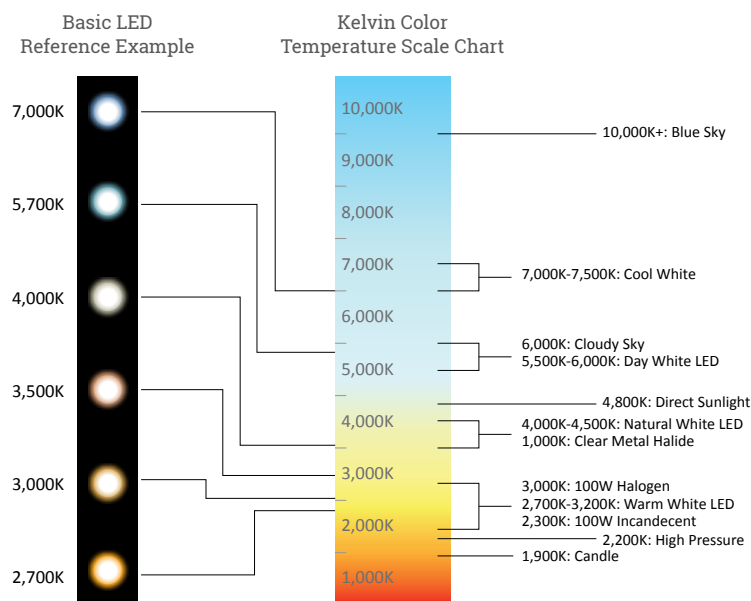 Basic LED
Reference Example
Kelvin Color
Temperature Scale Chart
7,000K
5,700K
4,000K
3,500K
3,000K
2,700K
10,000K
9,000K
8,000K
7,000K
6,000K
5,000K
4,000K
3,000K
2,000K
1,000K
10,000K+: Blue Sky
7,000K-7,500K: Cool White
6,000K: Cloudy Sky
5,500K-6,000K: Day White LED
4,800K: Direct Sunlight
4,000K-4,500K: Natural White LED
1,000K: Clear Metal Halide
3,000K: 100W Halogen
2,700K-3,200K: Warm White LED
2,300K: 100W Incandecent
2,200K: High Pressure
1,900K: Candle